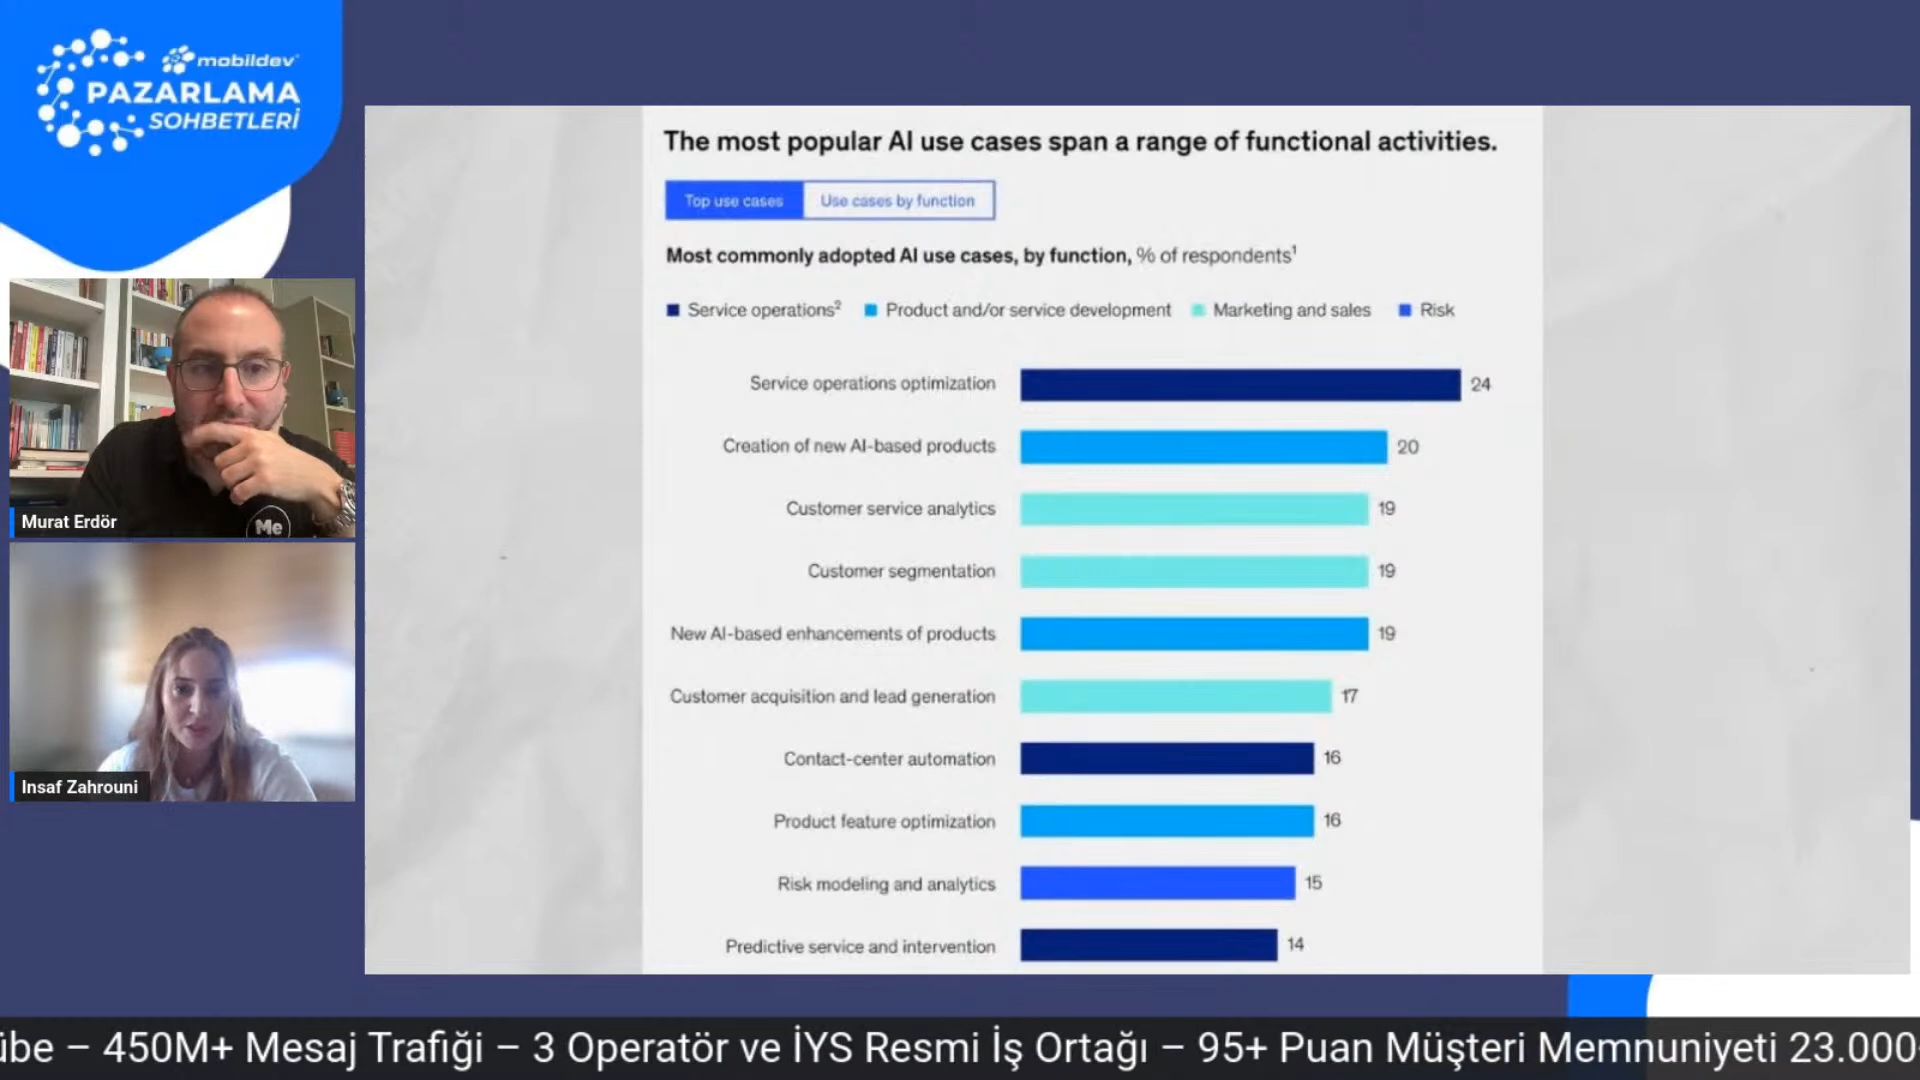 mobildev
PAZARLAMA
SOHBETLERİ
Murat Erdör
Me
Insaf Zahrouni
The most popular AI use cases span a range of functional activities.
Top use cases
Use cases by function
Most commonly adopted AI use cases, by function, % of respondents¹
Service operations²
Product and/or service development
Marketing and sales
Risk
Service operations optimization 24
Creation of new AI-based products 20
Customer service analytics 19
Customer segmentation 19
New AI-based enhancements of products 19
Customer acquisition and lead generation 17
Contact-center automation 16
Product feature optimization 16
Risk modeling and analytics 15
Predictive service and intervention 14
übe – 450M+ Mesaj Trafiği – 3 Operatör ve İYS Resmi İş Ortağı – 95+ Puan Müşteri Memnuniyeti 23.000